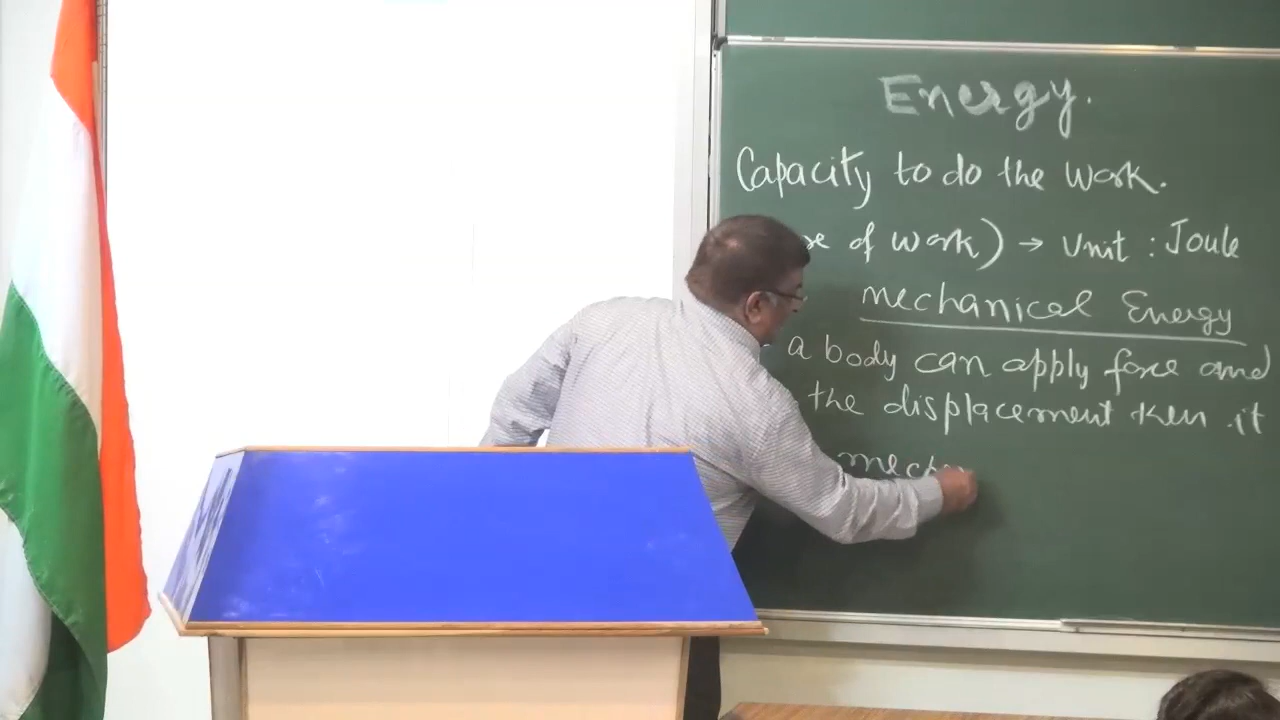 Energy.
Capacity to do the work.
of work) → Unit : Joule
mechanical Energy
a body can apply force and
the displacement then it